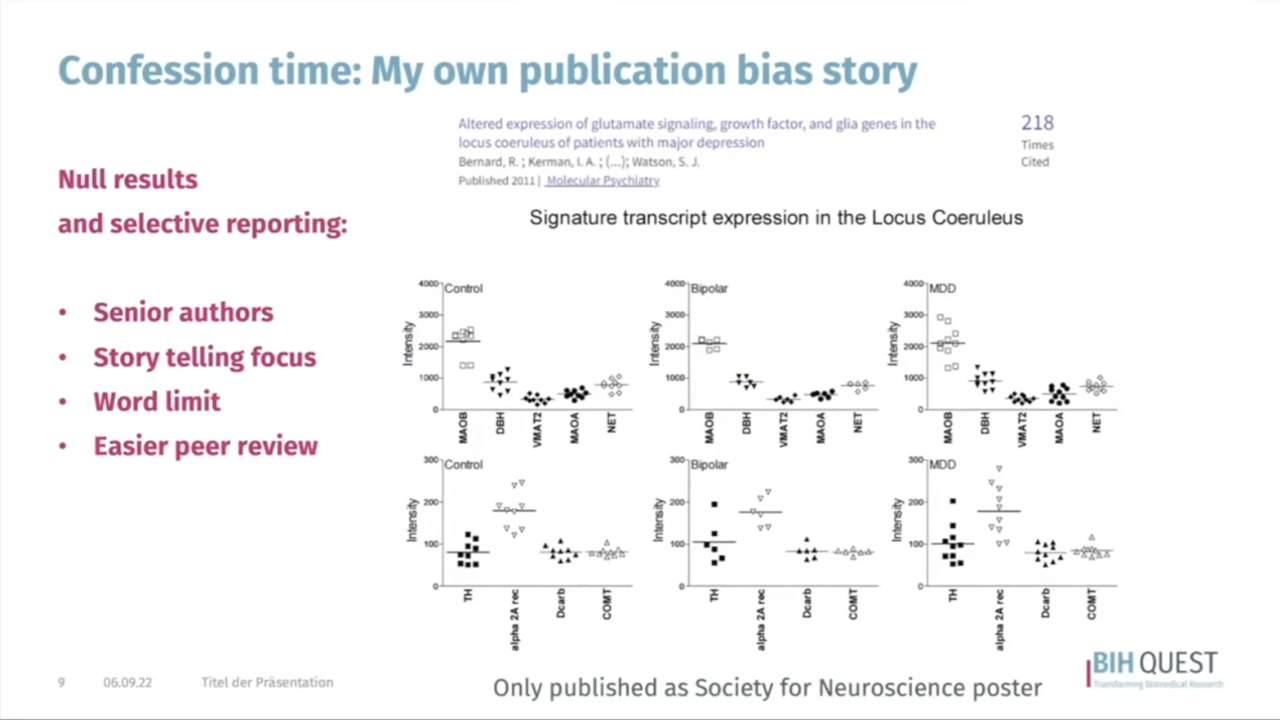 Confession time: My own publication bias story
Altered expression of glutamate signaling, growth factor, and glia genes in the
locus coeruleus of patients with major depression
Bernard, R. ; Kerman, I. A. ; (...); Watson, S. J.
Published 2011 | Molecular Psychiatry
218
Times
Cited
Null results
and selective reporting:
• Senior authors
• Story telling focus
• Word limit
• Easier peer review
Signature transcript expression in the Locus Coeruleus
Control
Intensity
4000
3000
2000
1000
0
MAOB
DBH
VMAT2
MAOA
NET
Bipolar
Intensity
4000
3000
2000
1000
0
MAOB
DBH
VMAT2
MAOA
NET
MDD
Intensity
4000
3000
2000
1000
0
MAOB
DBH
VMAT2
MAOA
NET
Control
Intensity
300
200
100
0
TH
alpha 2A rec
Dcarb
COMT
Bipolar
Intensity
300
200
100
0
TH
alpha 2A rec
Dcarb
COMT
MDD
Intensity
300
200
100
0
TH
alpha 2A rec
Dcarb
COMT
Only published as Society for Neuroscience poster
9
06.09.22
Titel der Präsentation
BIH QUEST
Transforming Biomedical Research